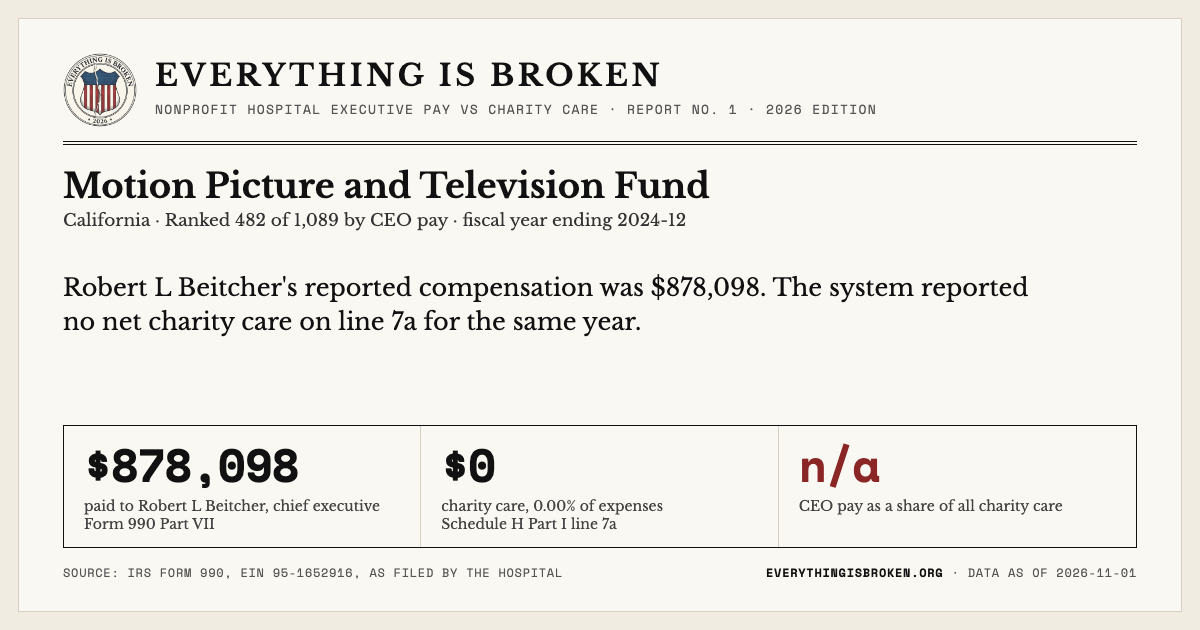 EVERYTHING IS BROKEN
2026
EVERYTHING IS BROKEN
NONPROFIT HOSPITAL EXECUTIVE PAY VS CHARITY CARE · REPORT NO. 1 · 2026 EDITION
Motion Picture and Television Fund
California · Ranked 482 of 1,089 by CEO pay · fiscal year ending 2024-12
Robert L Beitcher's reported compensation was $878,098. The system reported
no net charity care on line 7a for the same year.
$878,098
paid to Robert L Beitcher, chief executive
Form 990 Part VII
$0
charity care, 0.00% of expenses
Schedule H Part I line 7a
n/a
CEO pay as a share of all charity care
SOURCE: IRS FORM 990, EIN 95-1652916, AS FILED BY THE HOSPITAL
EVERYTHINGISBROKEN.ORG · DATA AS OF 2026-11-01